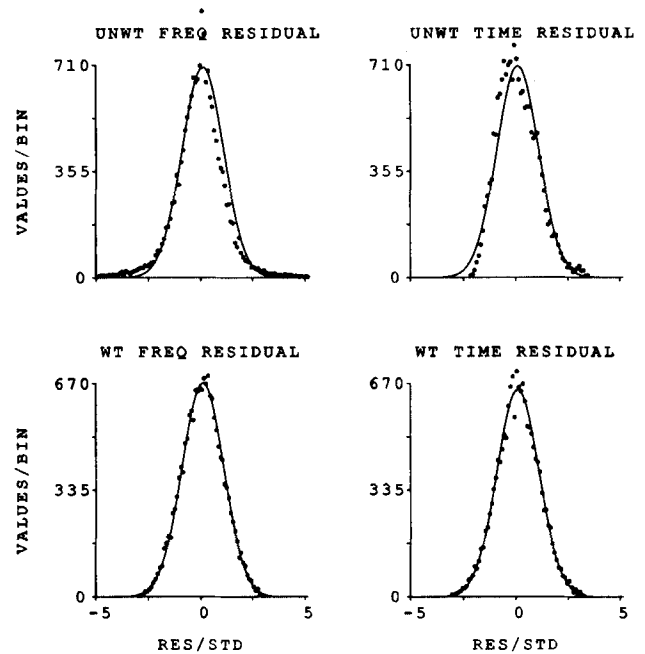 UNWT FREQ RESIDUAL
UNWT TIME RESIDUAL
710
355
0
VALUES/BIN
710
355
0
WT FREQ RESIDUAL
WT TIME RESIDUAL
670
335
0
VALUES/BIN
-5 0 5
RES/STD
670
335
0
-5 0 5
RES/STD